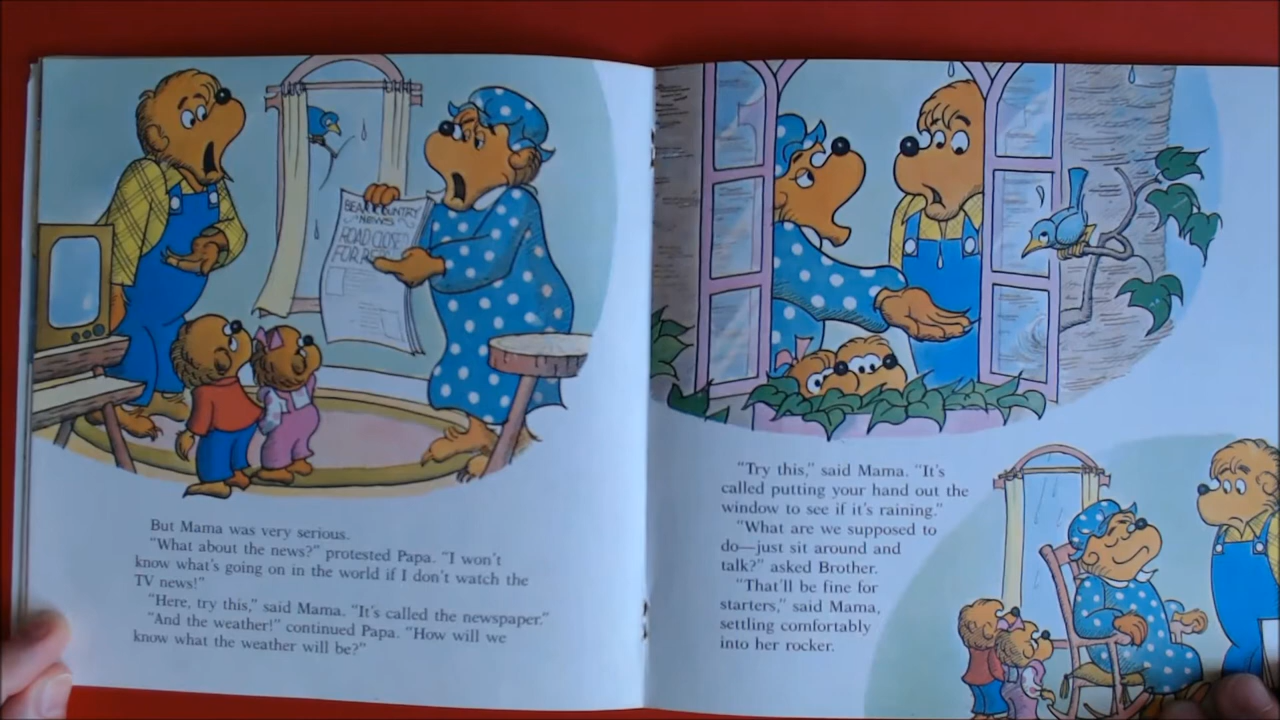 BEAR COUNTRY
NEWS
ROAD CLOSED
FOR
But Mama was very serious.
"What about the news?" protested Papa. "I won't
know what's going on in the world if I don't watch the
TV news!"
"Here, try this," said Mama. "It's called the newspaper."
"And the weather!" continued Papa. "How will we
know what the weather will be?"
"Try this," said Mama. "It's
called putting your hand out the
window to see if it's raining."
"What are we supposed to
do—just sit around and
talk?" asked Brother.
"That'll be fine for
starters," said Mama,
settling comfortably
into her rocker.